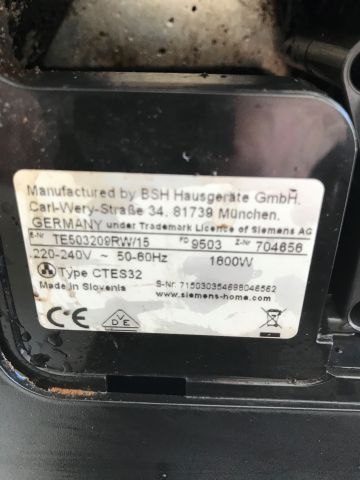 Manufactured by BSH Hausgeräte GmbH,
Carl-Wery-Straße 34, 81739 München,
GERMANY under Trademark Licence of Siemens AG
E-Nr TE503209RW/15 FD 9503 Z-Nr 704656
220-240V ~ 50-60Hz 1600W
Type CTES32
Made in Slovenia S-Nr 715030354698046562
www.siemens-home.com
CE VDE